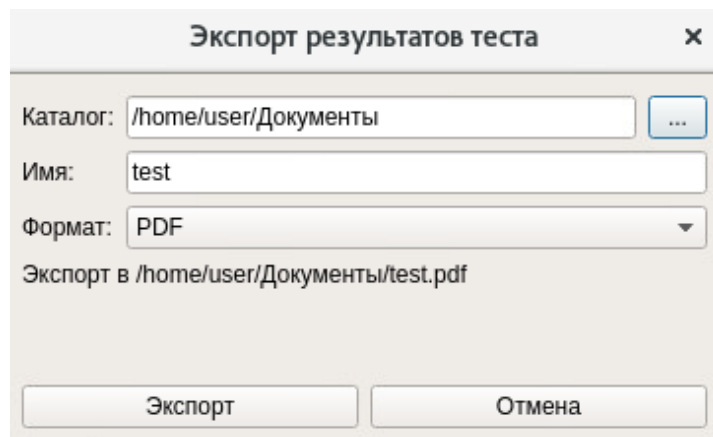 Экспорт результатов теста ×
Каталог: /home/user/Документы ...
Имя: test
Формат: PDF
Экспорт в /home/user/Документы/test.pdf
Экспорт Отмена